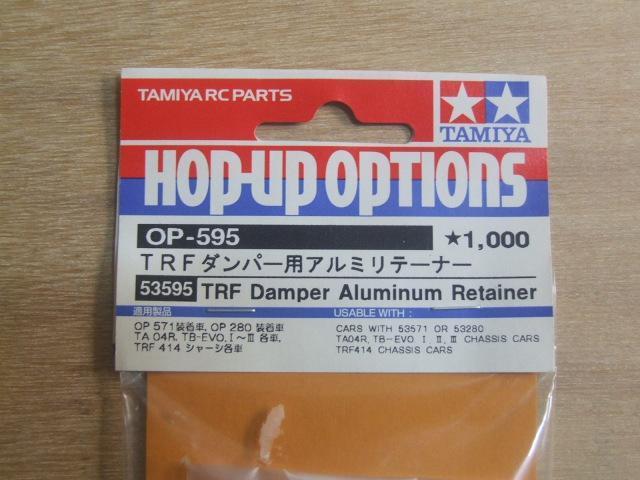 TAMIYA RC PARTS
TAMIYA
HOP-UP OPTIONS
OP-595 ★1,000
TRFダンパー用アルミリテーナー
53595 TRF Damper Aluminum Retainer
適用製品 USABLE WITH :
OP 571装着車, OP 280 装着車 CARS WITH 53571 OR 53280
TA 04R, TB-EVO, I～III 各車, TA04R, TB-EVO I, II, III CHASSIS CARS
TRF 414 シャーシ各車 TRF414 CHASSIS CARS